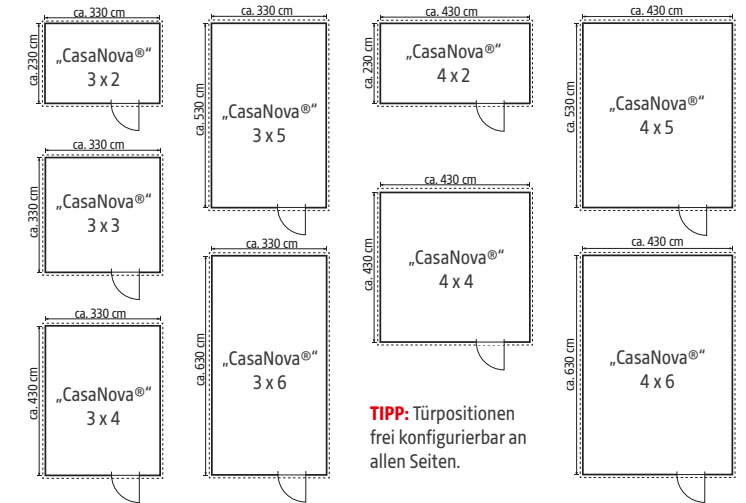 ca. 330 cm
ca. 230 cm
„CasaNova®“
3 x 2
ca. 330 cm
ca. 330 cm
„CasaNova®“
3 x 3
ca. 330 cm
ca. 430 cm
„CasaNova®“
3 x 4
ca. 330 cm
ca. 530 cm
„CasaNova®“
3 x 5
ca. 330 cm
ca. 630 cm
„CasaNova®“
3 x 6
ca. 430 cm
ca. 230 cm
„CasaNova®“
4 x 2
ca. 430 cm
ca. 430 cm
„CasaNova®“
4 x 4
TIPP: Türpositionen
frei konfigurierbar an
allen Seiten.
ca. 430 cm
ca. 530 cm
„CasaNova®“
4 x 5
ca. 430 cm
ca. 630 cm
„CasaNova®“
4 x 6